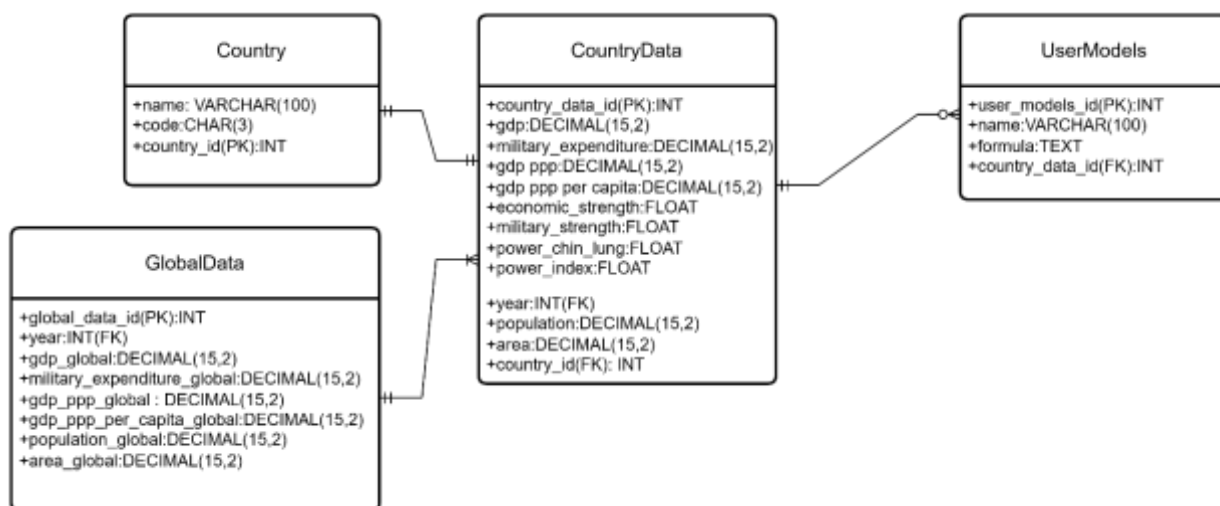 Country
+name: VARCHAR(100)
+code:CHAR(3)
+country_id(PK):INT
CountryData
+country_data_id(PK):INT
+gdp:DECIMAL(15,2)
+military_expenditure:DECIMAL(15,2)
+gdp ppp:DECIMAL(15,2)
+gdp ppp per capita:DECIMAL(15,2)
+economic_strength:FLOAT
+military_strength:FLOAT
+power_chin_lung:FLOAT
+power_index:FLOAT
+year:INT(FK)
+population:DECIMAL(15,2)
+area:DECIMAL(15,2)
+country_id(FK): INT
UserModels
+user_models_id(PK):INT
+name:VARCHAR(100)
+formula:TEXT
+country_data_id(FK):INT
GlobalData
+global_data_id(PK):INT
+year:INT(FK)
+gdp_global:DECIMAL(15,2)
+military_expenditure_global:DECIMAL(15,2)
+gdp_ppp_global : DECIMAL(15,2)
+gdp_ppp_per_capita_global:DECIMAL(15,2)
+population_global:DECIMAL(15,2)
+area_global:DECIMAL(15,2)